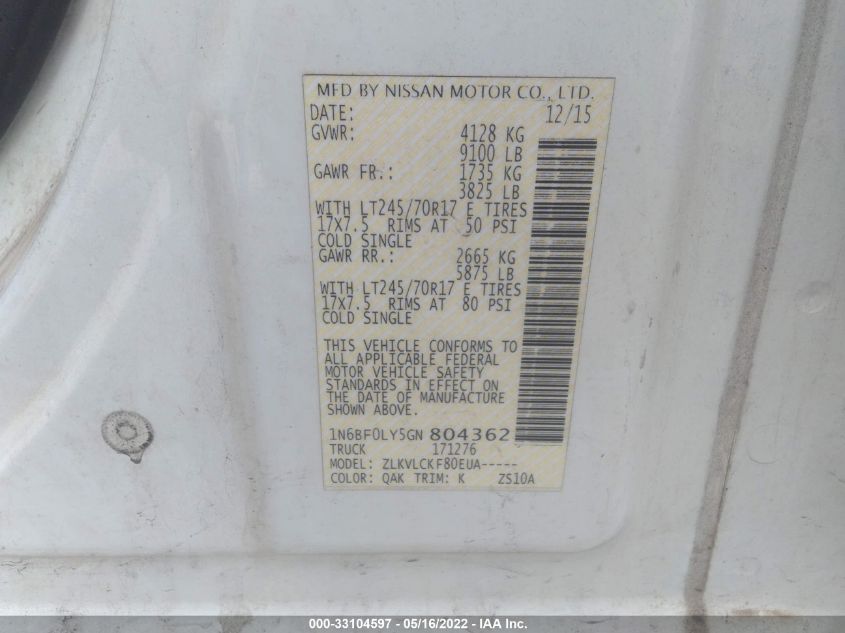 MFD BY NISSAN MOTOR CO., LTD.
DATE: 12/15
GVWR: 4128 KG
9100 LB
GAWR FR.: 1735 KG
3825 LB
WITH LT245/70R17 E TIRES
17X7.5 RIMS AT 50 PSI
COLD SINGLE
GAWR RR.: 2665 KG
5875 LB
WITH LT245/70R17 E TIRES
17X7.5 RIMS AT 80 PSI
COLD SINGLE
THIS VEHICLE CONFORMS TO
ALL APPLICABLE FEDERAL
MOTOR VEHICLE SAFETY
STANDARDS IN EFFECT ON
THE DATE OF MANUFACTURE
SHOWN ABOVE.
1N6BF0LY5GN 804362
TRUCK 171276
MODEL: ZLKVLCKF80EUA-----
COLOR: QAK TRIM: K ZS10A
000-33104597 - 05/16/2022 - IAA Inc.